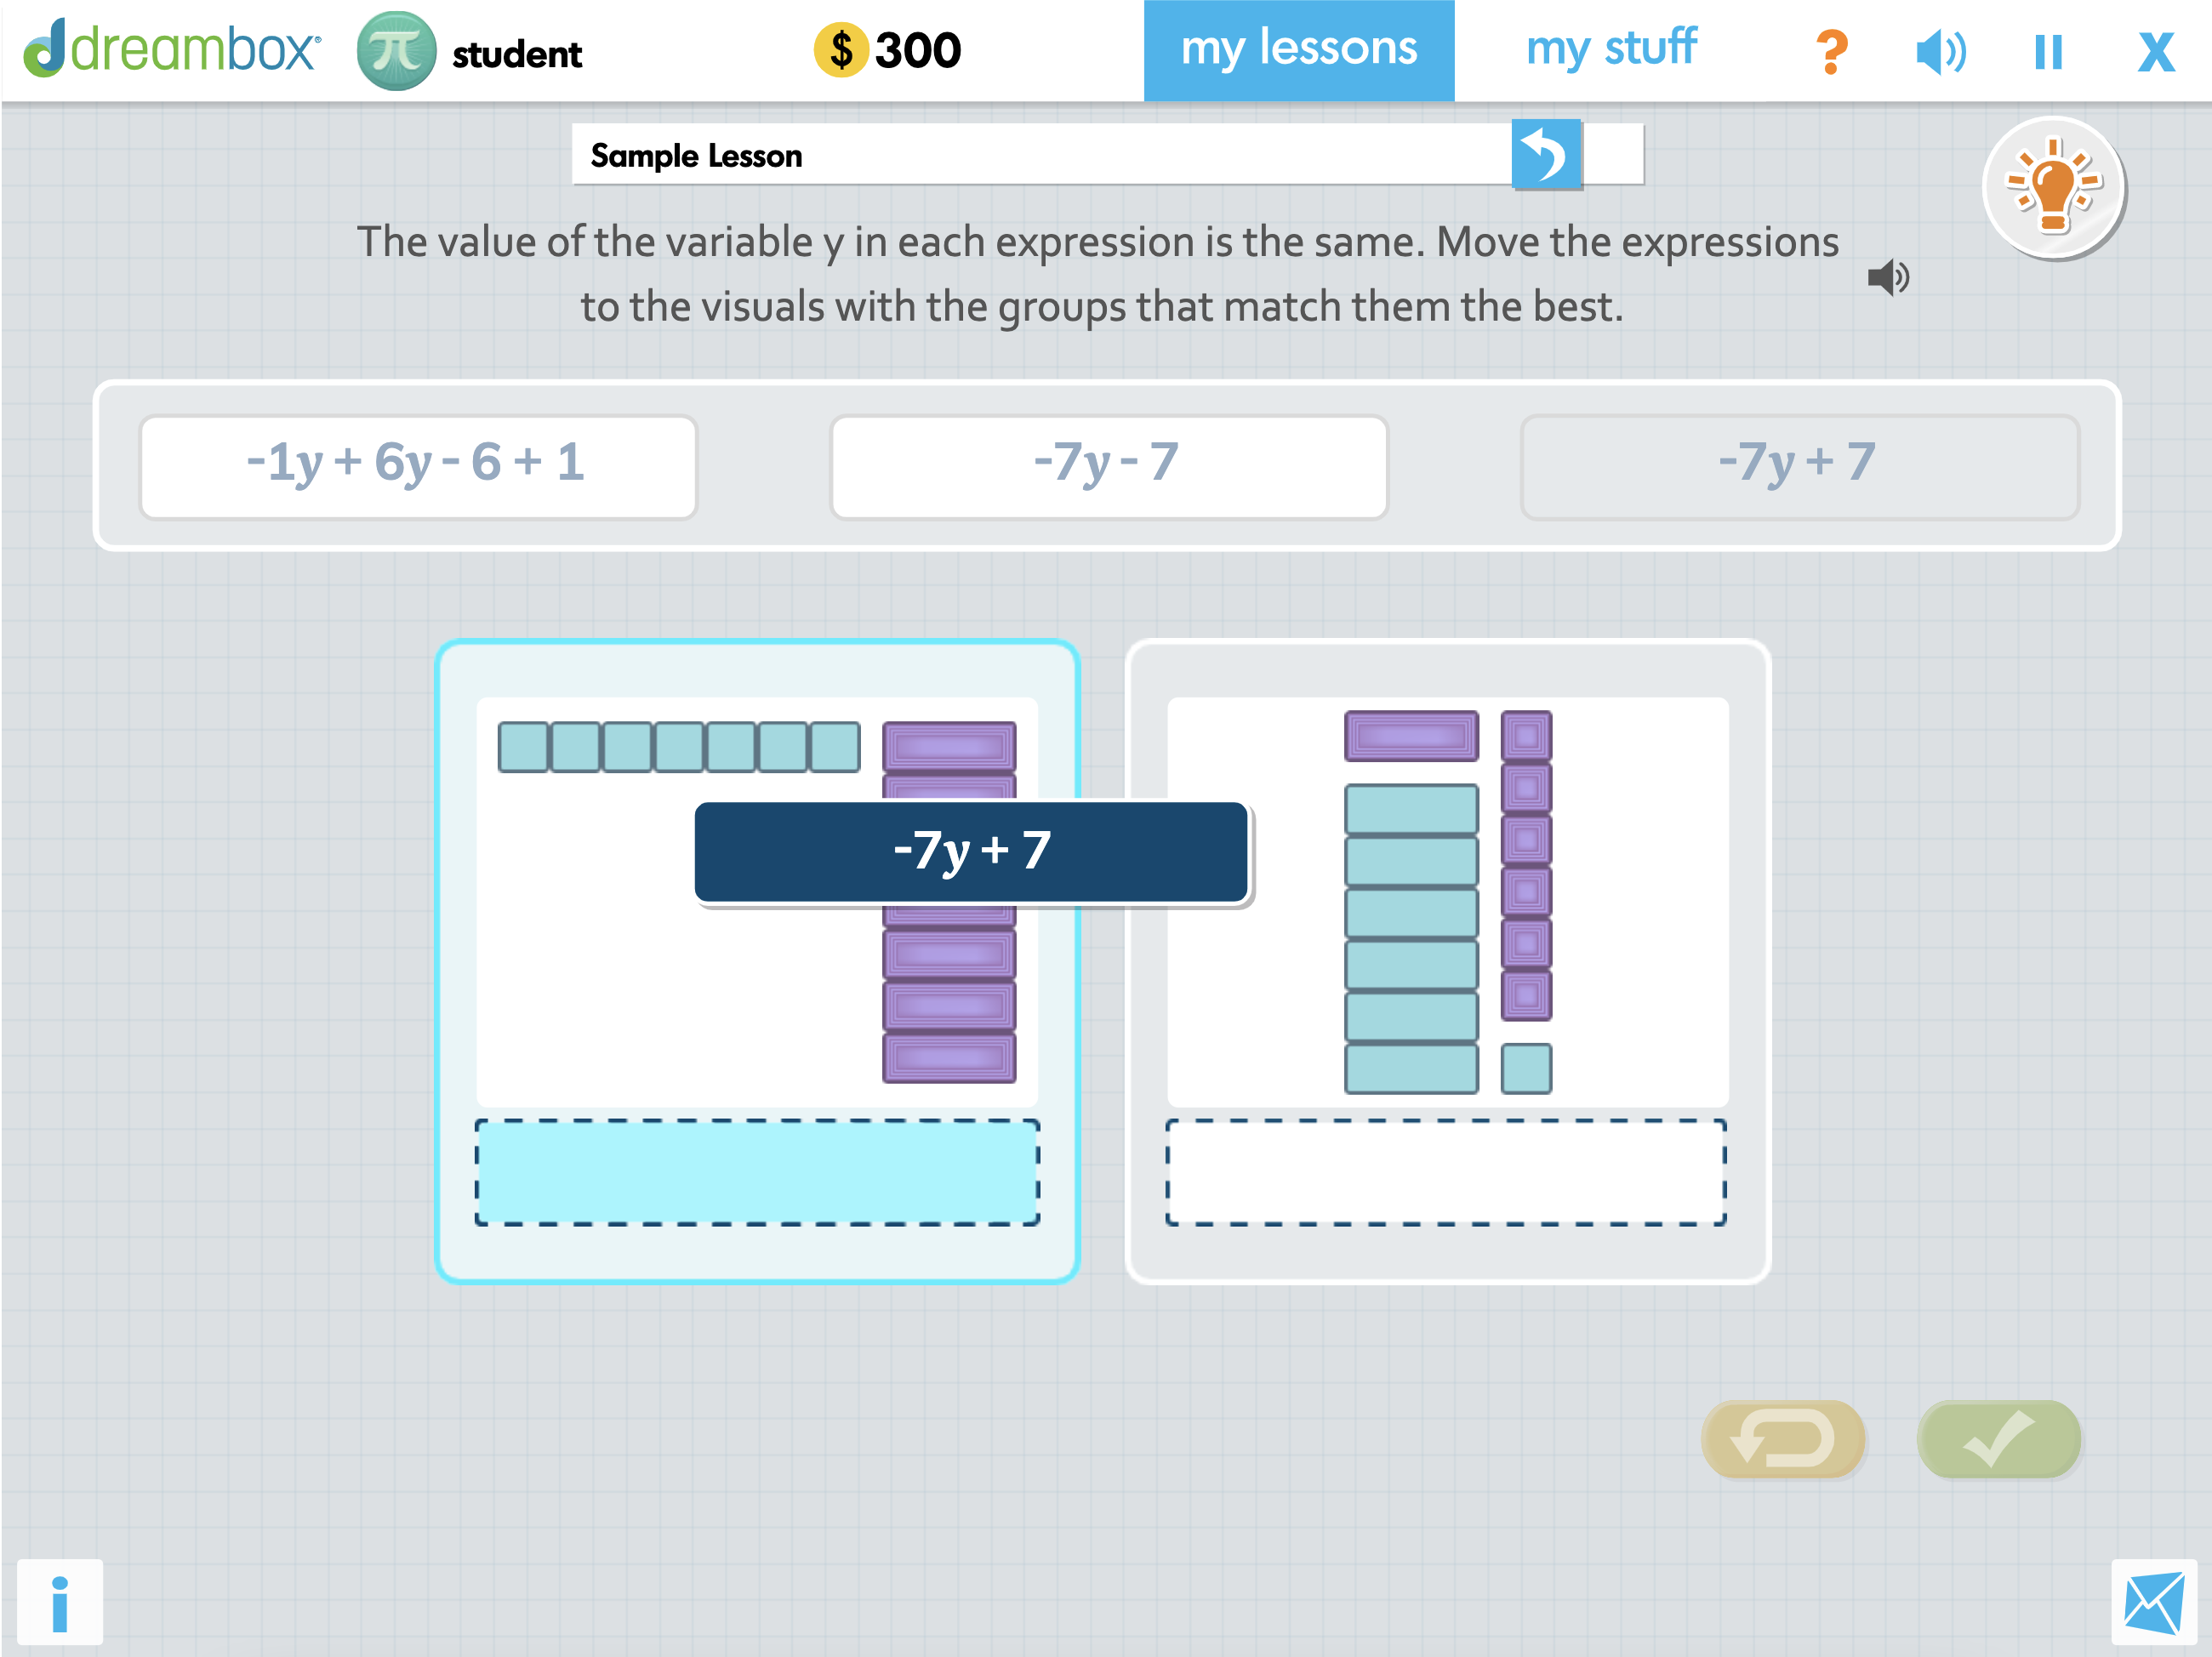 dreambox® student $ 300 my lessons my stuff ? X
Sample Lesson
The value of the variable y in each expression is the same. Move the expressions
to the visuals with the groups that match them the best.
-1y + 6y - 6 + 1
-7y - 7
-7y + 7
-7y + 7
i